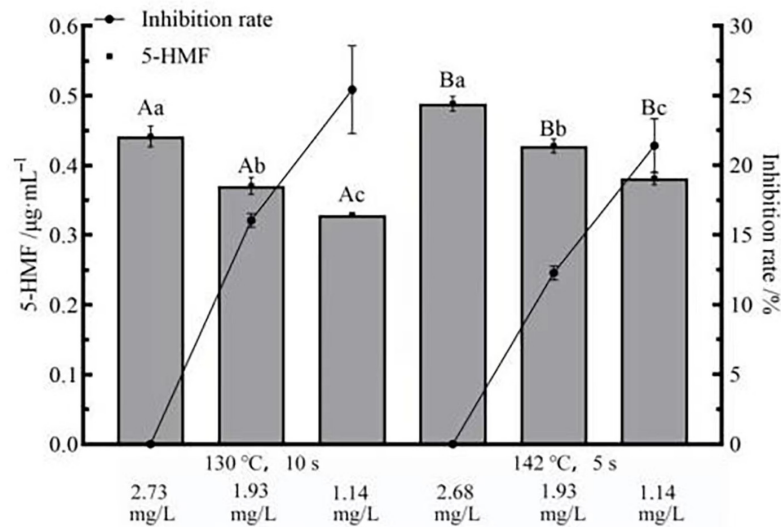 Inhibition rate
5-HMF
5-HMF /μg·mL⁻¹
0.6
0.5
0.4
0.3
0.2
0.1
0.0
Aa
Ab
Ac
Ba
Bb
Bc
30
25
20
15
10
5
0
Inhibition rate /%
130 ℃, 10 s
142 ℃, 5 s
2.73 1.93 1.14 2.68 1.93 1.14
mg/L mg/L mg/L mg/L mg/L mg/L